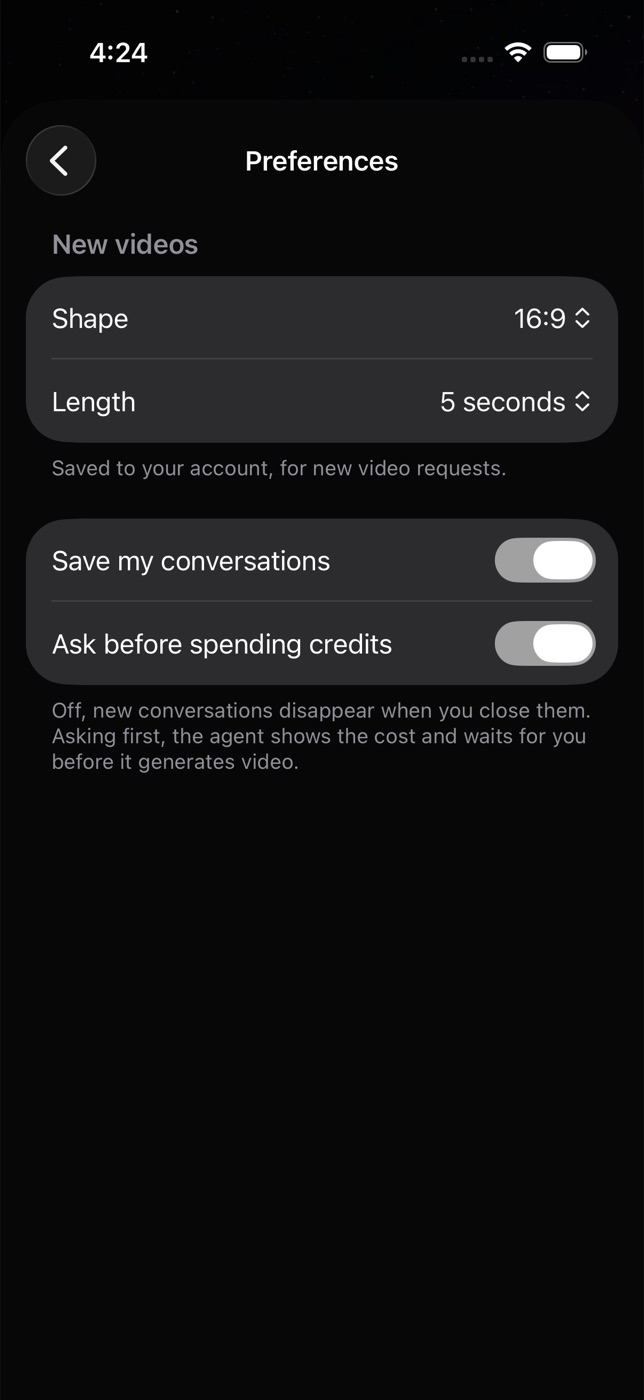 4:24
Preferences
New videos
Shape
16:9
Length
5 seconds
Saved to your account, for new video requests.
Save my conversations
Ask before spending credits
Off, new conversations disappear when you close them.
Asking first, the agent shows the cost and waits for you
before it generates video.